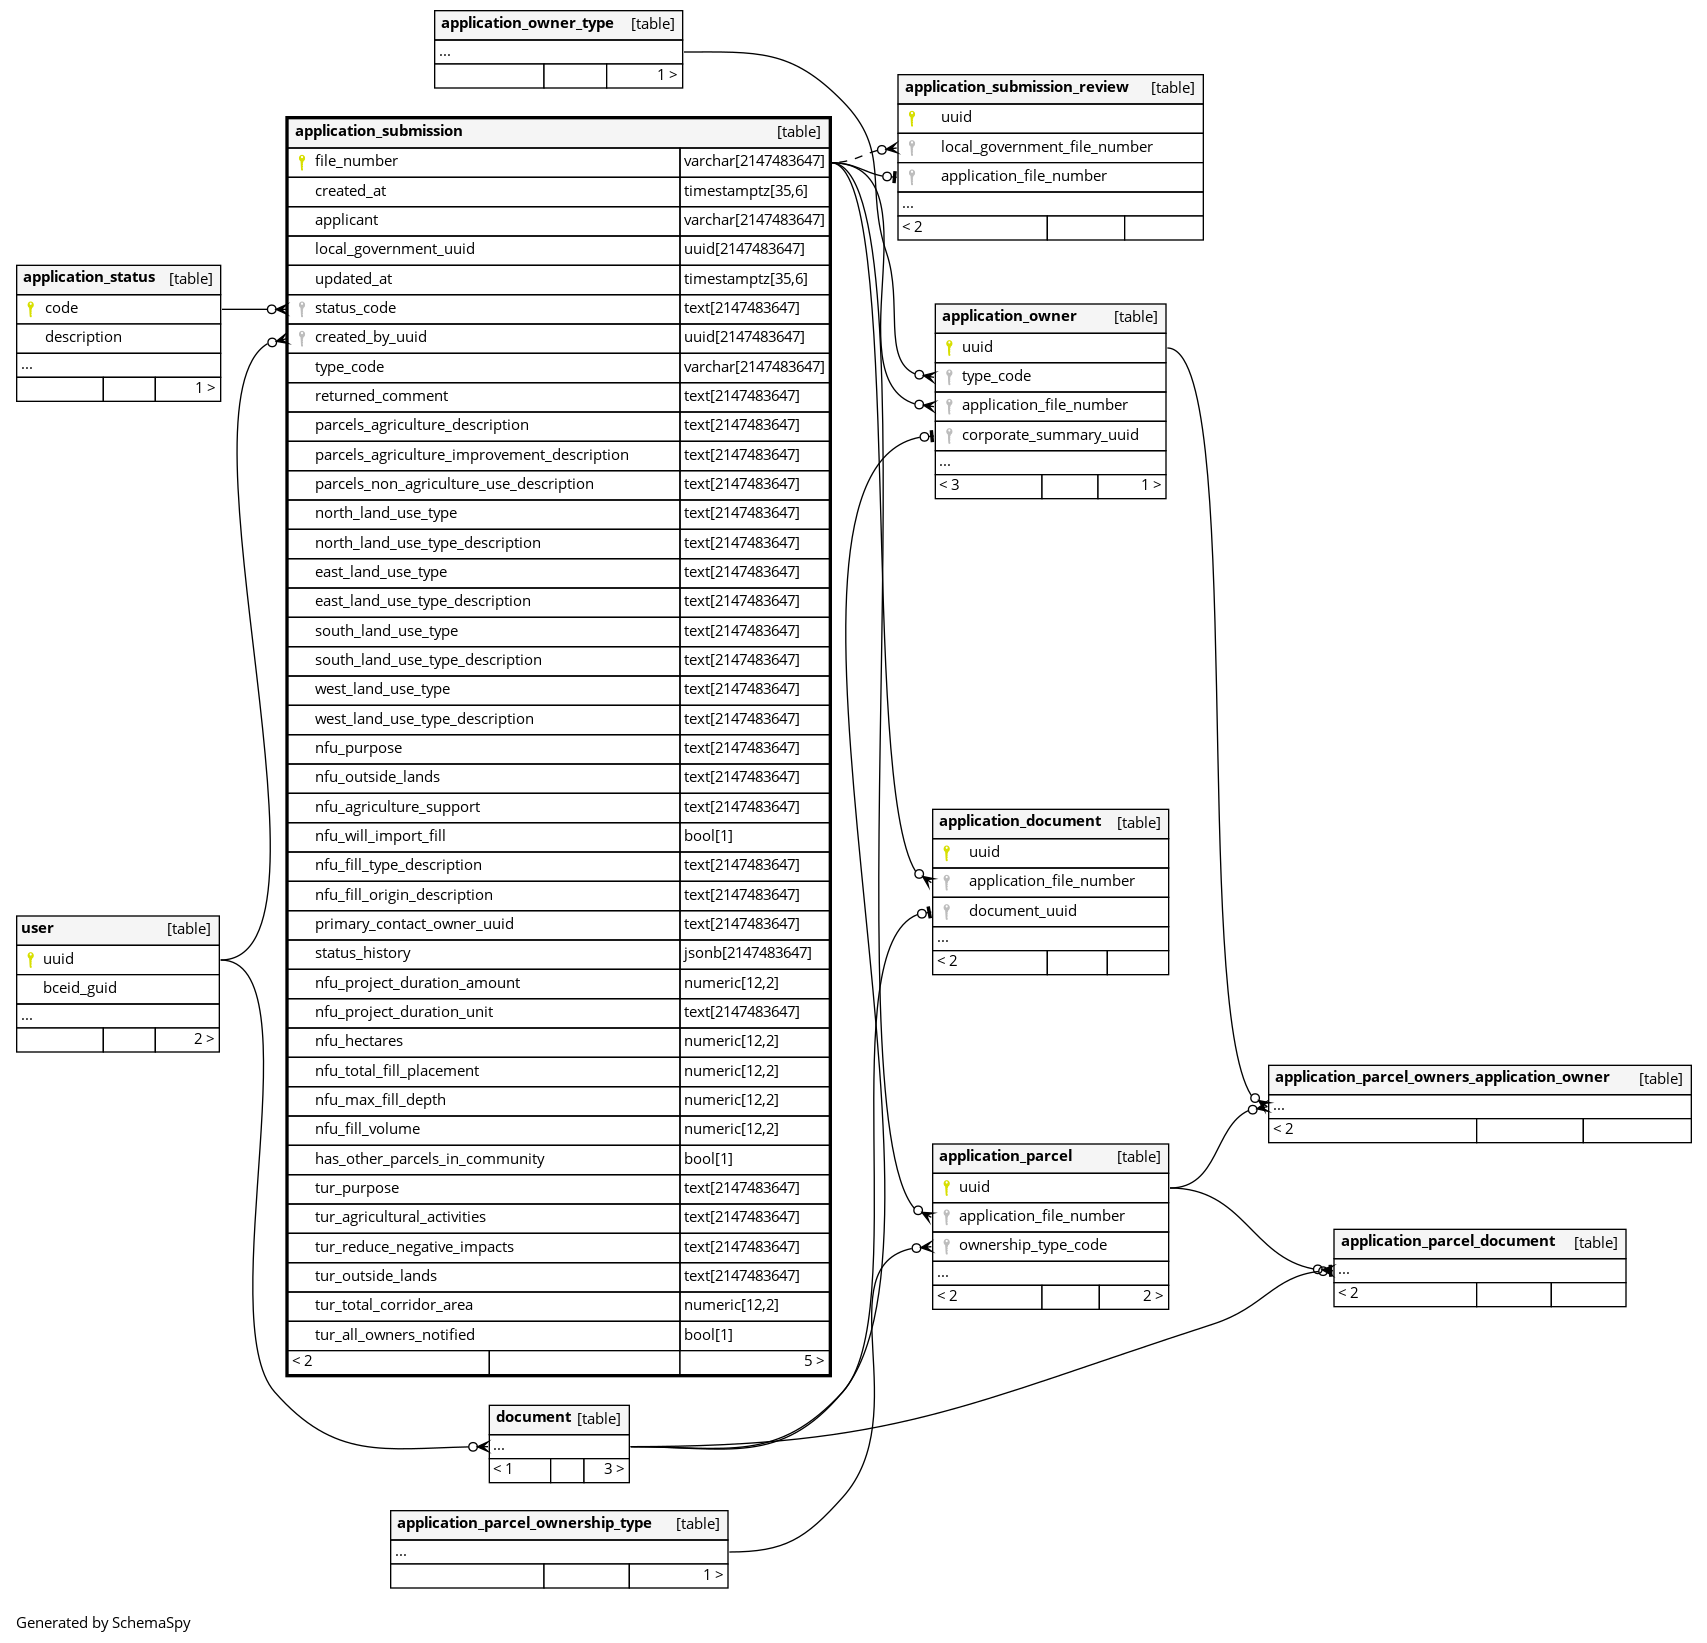 application_owner_type [table]
...
1 >
application_submission_review [table]
uuid
local_government_file_number
application_file_number
...
< 2
application_submission [table]
file_number varchar[2147483647]
created_at timestamptz[35,6]
applicant varchar[2147483647]
local_government_uuid uuid[2147483647]
updated_at timestamptz[35,6]
status_code text[2147483647]
created_by_uuid uuid[2147483647]
type_code varchar[2147483647]
returned_comment text[2147483647]
parcels_agriculture_description text[2147483647]
parcels_agriculture_improvement_description text[2147483647]
parcels_non_agriculture_use_description text[2147483647]
north_land_use_type text[2147483647]
north_land_use_type_description text[2147483647]
east_land_use_type text[2147483647]
east_land_use_type_description text[2147483647]
south_land_use_type text[2147483647]
south_land_use_type_description text[2147483647]
west_land_use_type text[2147483647]
west_land_use_type_description text[2147483647]
nfu_purpose text[2147483647]
nfu_outside_lands text[2147483647]
nfu_agriculture_support text[2147483647]
nfu_will_import_fill bool[1]
nfu_fill_type_description text[2147483647]
nfu_fill_origin_description text[2147483647]
primary_contact_owner_uuid text[2147483647]
status_history jsonb[2147483647]
nfu_project_duration_amount numeric[12,2]
nfu_project_duration_unit text[2147483647]
nfu_hectares numeric[12,2]
nfu_total_fill_placement numeric[12,2]
nfu_max_fill_depth numeric[12,2]
nfu_fill_volume numeric[12,2]
has_other_parcels_in_community bool[1]
tur_purpose text[2147483647]
tur_agricultural_activities text[2147483647]
tur_reduce_negative_impacts text[2147483647]
tur_outside_lands text[2147483647]
tur_total_corridor_area numeric[12,2]
tur_all_owners_notified bool[1]
< 2 5 >
application_status [table]
code
description
...
1 >
application_owner [table]
uuid
type_code
application_file_number
corporate_summary_uuid
...
< 3 1 >
application_document [table]
uuid
application_file_number
document_uuid
...
< 2
user [table]
uuid
bceid_guid
...
2 >
application_parcel_owners_application_owner [table]
...
< 2
application_parcel [table]
uuid
application_file_number
ownership_type_code
...
< 2 2 >
application_parcel_document [table]
...
< 2
document [table]
...
< 1 3 >
application_parcel_ownership_type [table]
...
1 >
Generated by SchemaSpy